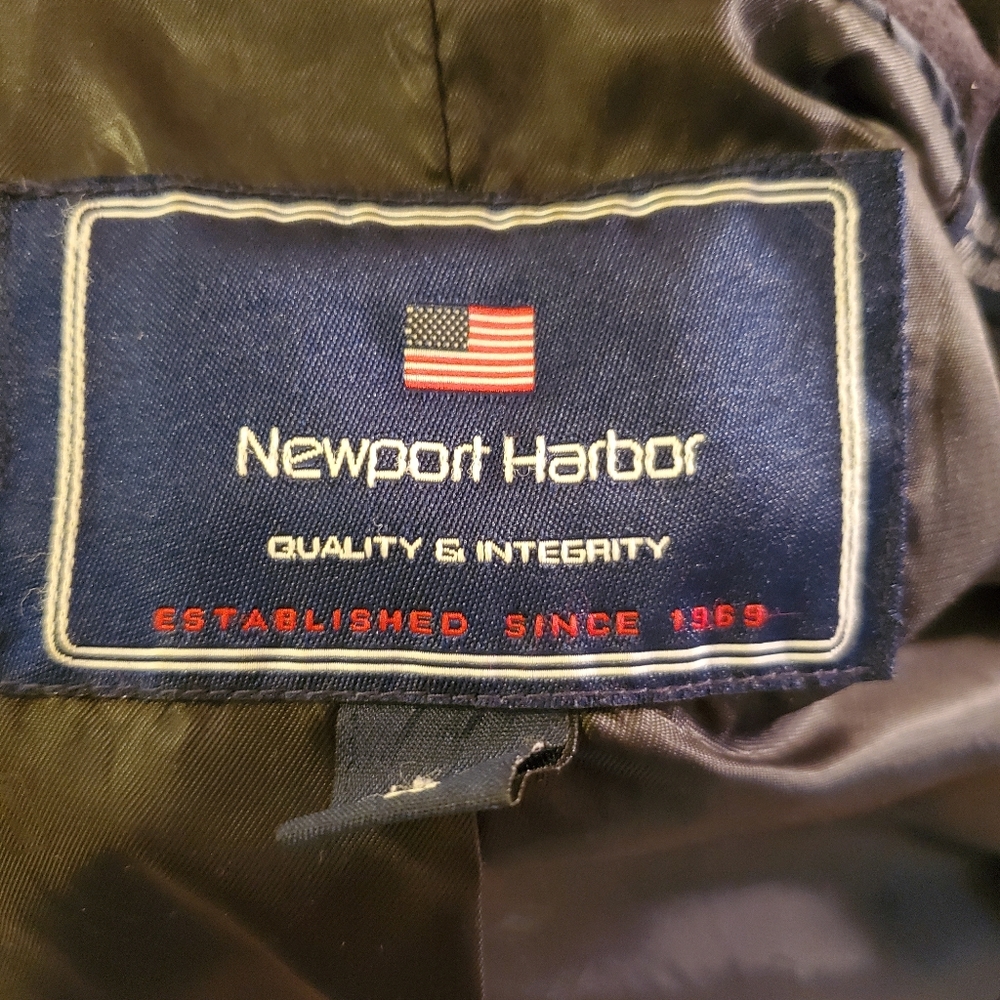 Newport Harbor
QUALITY & INTEGRITY
ESTABLISHED SINCE 1969